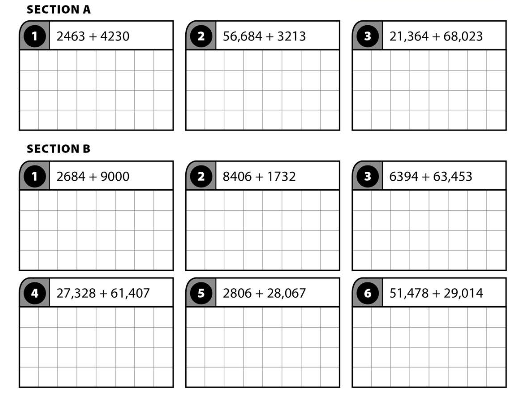 SECTION A
1 2463 + 4230
2 56,684 + 3213
3 21,364 + 68,023
SECTION B
1 2684 + 9000
2 8406 + 1732
3 6394 + 63,453
4 27,328 + 61,407
5 2806 + 28,067
6 51,478 + 29,014